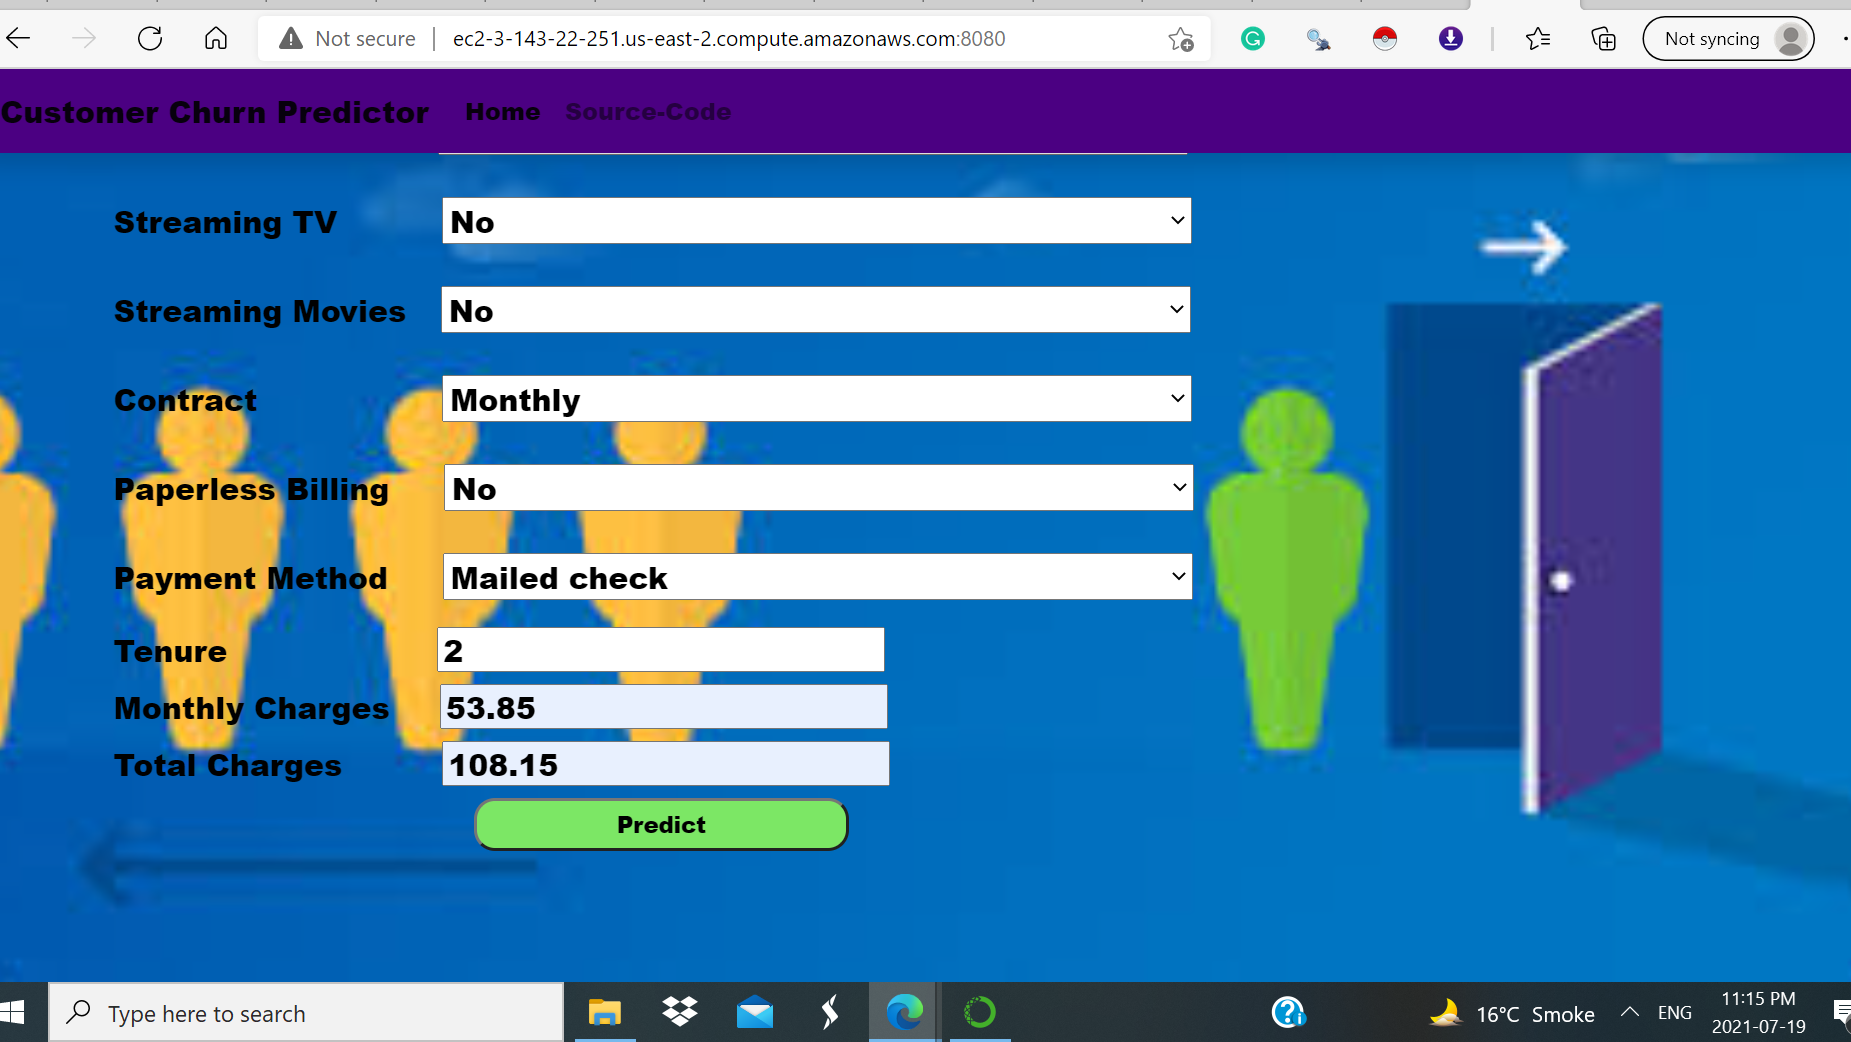 Not secure ec2-3-143-22-251.us-east-2.compute.amazonaws.com:8080 Not syncing
Customer Churn Predictor Home Source-Code
Streaming TV No
Streaming Movies No
Contract Monthly
Paperless Billing No
Payment Method Mailed check
Tenure 2
Monthly Charges 53.85
Total Charges 108.15
Predict
Type here to search 16°C Smoke ENG 11:15 PM
2021-07-19